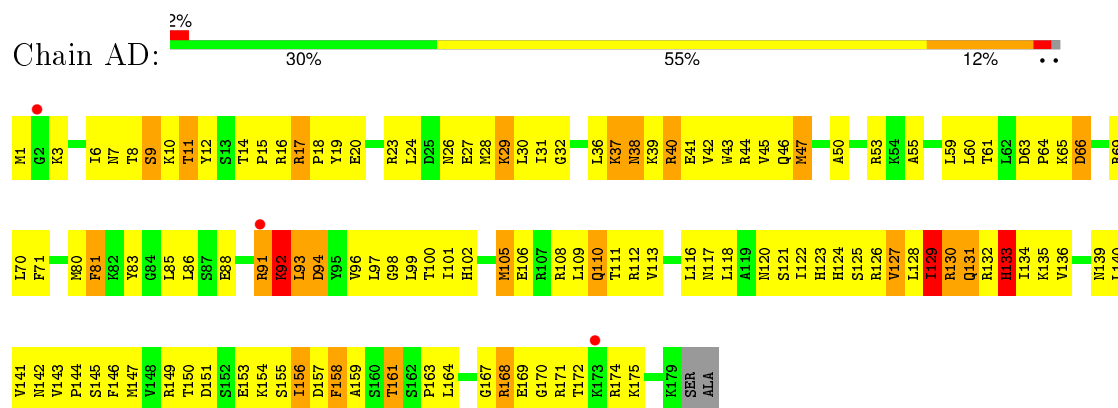 2%
Chain AD:
30% 55% 12% • •
M1 G2 K3 I6 N7 T8 S9 K10 T11 Y12 S13 T14 P15 R16 R17 P18 Y19 E20 R23 L24 D25 N26 E27 M28 K29 L30 I31 G32 L36 K37 N38 K39 R40 E41 V42 W43 R44 V45 Q46 M47 A50 R53 K54 A55 L59 L60 T61 L62 D63 P64 K65 D66 R69
L70 F71 M80 F81 K82 Y83 G84 L85 L86 S87 E88 R91 K92 L93 D94 Y95 V96 L97 G98 L99 T100 I101 H102 M105 E106 R107 R108 L109 Q110 T111 R112 V113 L116 N117 L118 A119 N120 S121 I122 H123 H124 S125 R126 V127 L128 I129 R130 Q131 R132 H133 I134 K135 V136 N139 L140
V141 N142 V143 P144 S145 F146 M147 V148 R149 T150 D151 S152 E153 K154 S155 I156 D157 F158 A159 S160 T161 S162 P163 L164 G167 R168 E169 G170 R171 T172 K173 R174 K175 K179 SER ALA